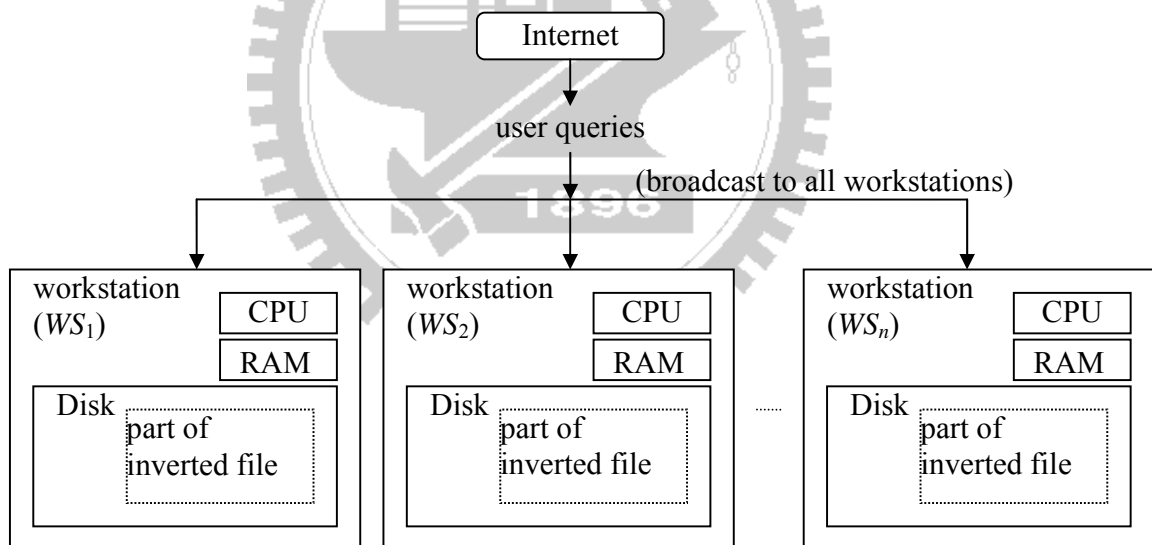 Internet
user queries
(broadcast to all workstations)
1896
workstation
(WS1)
CPU
RAM
Disk
part of
inverted file
workstation
(WS2)
CPU
RAM
Disk
part of
inverted file
......
workstation
(WSn)
CPU
RAM
Disk
part of
inverted file